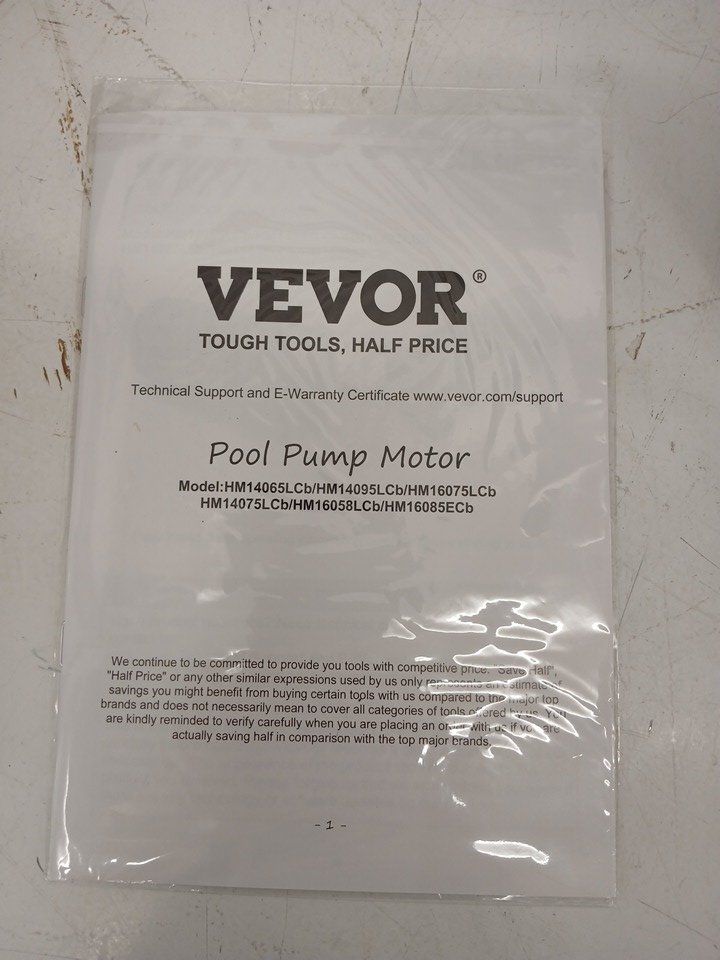 VEVOR®
TOUGH TOOLS, HALF PRICE
Technical Support and E-Warranty Certificate www.vevor.com/support
Pool Pump Motor
Model:HM14065LCb/HM14095LCb/HM16075LCb
HM14075LCb/HM16058LCb/HM16085ECb
We continue to be committed to provide you tools with competitive price. "Save Half",
"Half Price" or any other similar expressions used by us only represents an estimate of
savings you might benefit from buying certain tools with us compared to the major top
brands and does not necessarily mean to cover all categories of tools offered by us. You
are kindly reminded to verify carefully when you are placing an order with us if you are
actually saving half in comparison with the top major brands.
- 1 -